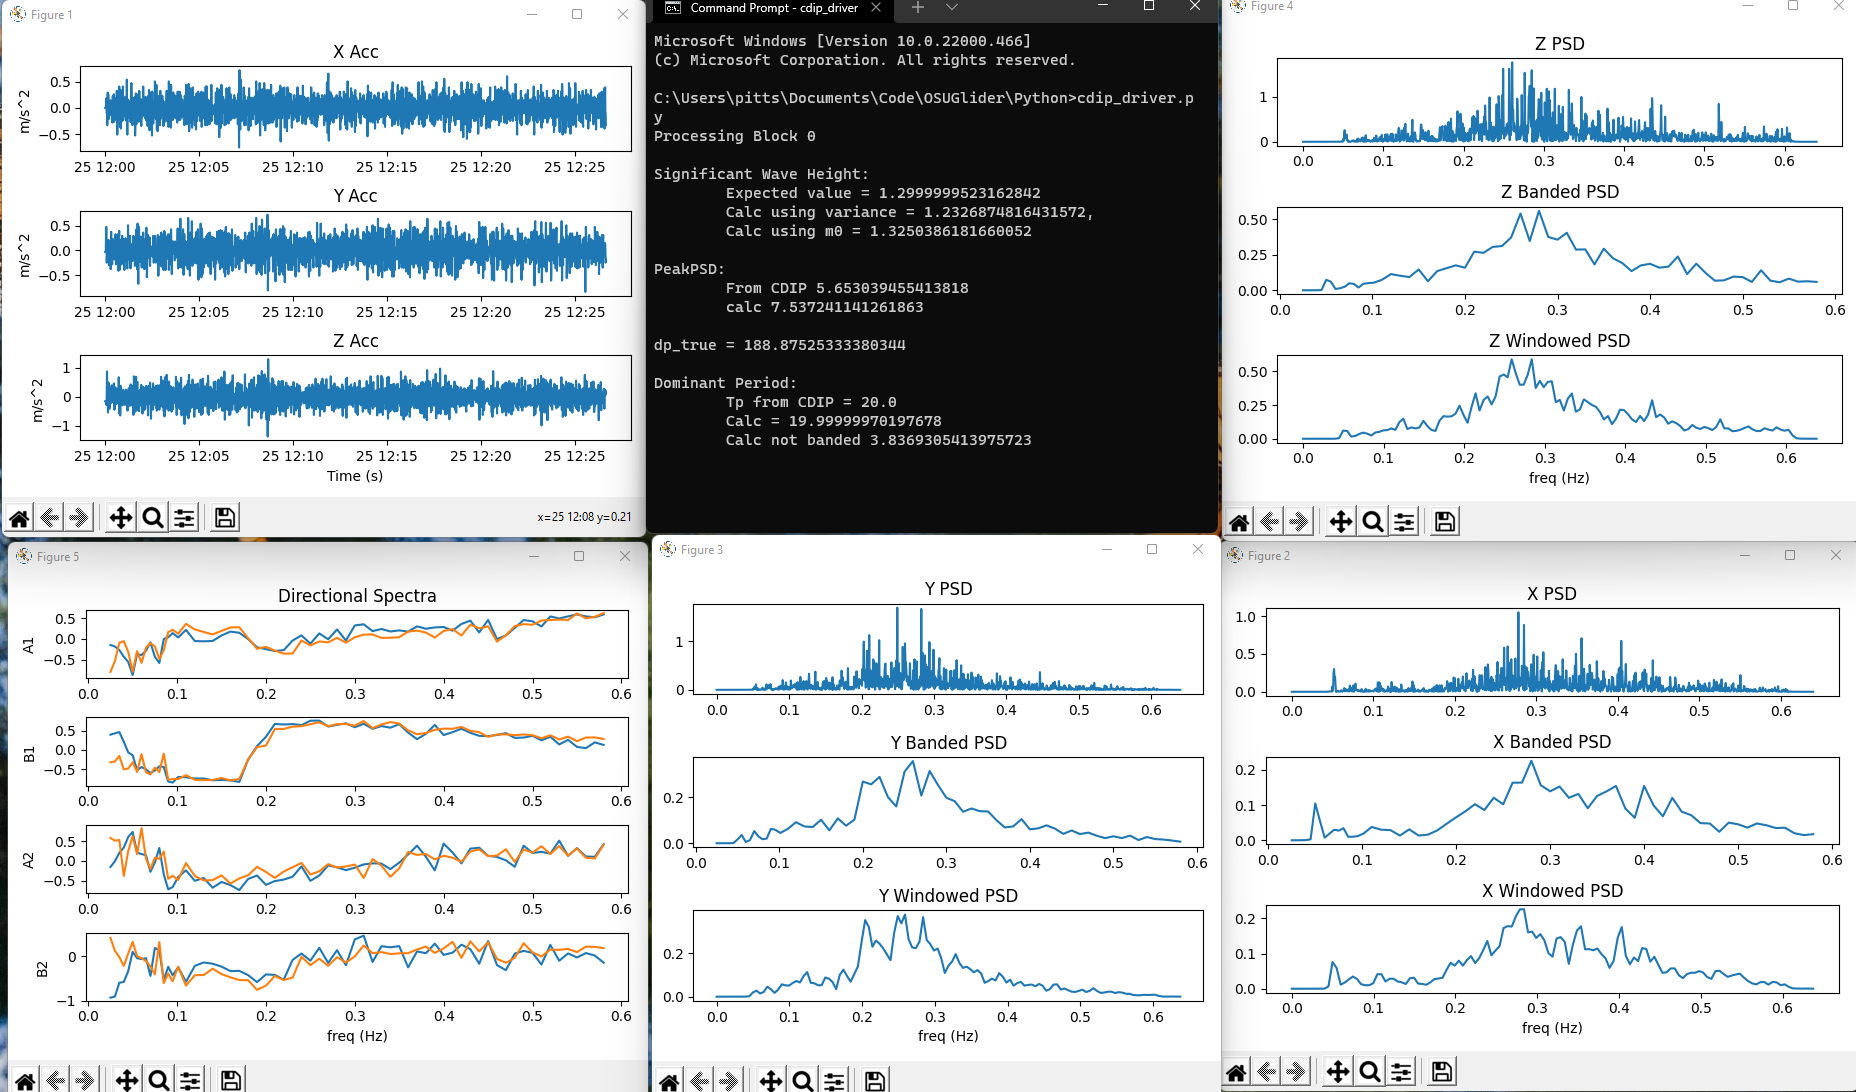 Figure 1
X Acc
m/s^2
0.5
0.0
−0.5
25 12:00 25 12:05 25 12:10 25 12:15 25 12:20 25 12:25
Y Acc
m/s^2
0.5
0.0
−0.5
25 12:00 25 12:05 25 12:10 25 12:15 25 12:20 25 12:25
Z Acc
m/s^2
1
0
−1
25 12:00 25 12:05 25 12:10 25 12:15 25 12:20 25 12:25
Time (s)
x=25 12:08 y=0.21
Command Prompt - cdip_driver
Microsoft Windows [Version 10.0.22000.466]
(c) Microsoft Corporation. All rights reserved.
C:\Users\pitts\Documents\Code\OSUGlider\Python>cdip_driver.p
y
Processing Block 0
Significant Wave Height:
Expected value = 1.2999999523162842
Calc using variance = 1.2326874816431572,
Calc using m0 = 1.3250386181660052
PeakPSD:
From CDIP 5.653039455413818
calc 7.537241141261863
dp_true = 188.87525333380344
Dominant Period:
Tp from CDIP = 20.0
Calc = 19.99999970197678
Calc not banded 3.8369305413975723
Figure 4
Z PSD
1
0
0.0 0.1 0.2 0.3 0.4 0.5 0.6
Z Banded PSD
0.50
0.25
0.00
0.0 0.1 0.2 0.3 0.4 0.5 0.6
Z Windowed PSD
0.50
0.25
0.00
0.0 0.1 0.2 0.3 0.4 0.5 0.6
freq (Hz)
Figure 5
Directional Spectra
A1
0.5
0.0
−0.5
0.0 0.1 0.2 0.3 0.4 0.5 0.6
B1
0.5
0.0
−0.5
0.0 0.1 0.2 0.3 0.4 0.5 0.6
A2
0.5
0.0
−0.5
0.0 0.1 0.2 0.3 0.4 0.5 0.6
B2
0
−1
0.0 0.1 0.2 0.3 0.4 0.5 0.6
freq (Hz)
Figure 3
Y PSD
1
0
0.0 0.1 0.2 0.3 0.4 0.5 0.6
Y Banded PSD
0.2
0.0
0.0 0.1 0.2 0.3 0.4 0.5 0.6
Y Windowed PSD
0.2
0.0
0.0 0.1 0.2 0.3 0.4 0.5 0.6
freq (Hz)
Figure 2
X PSD
1.0
0.5
0.0
0.0 0.1 0.2 0.3 0.4 0.5 0.6
X Banded PSD
0.2
0.1
0.0
0.0 0.1 0.2 0.3 0.4 0.5 0.6
X Windowed PSD
0.2
0.1
0.0
0.0 0.1 0.2 0.3 0.4 0.5 0.6
freq (Hz)